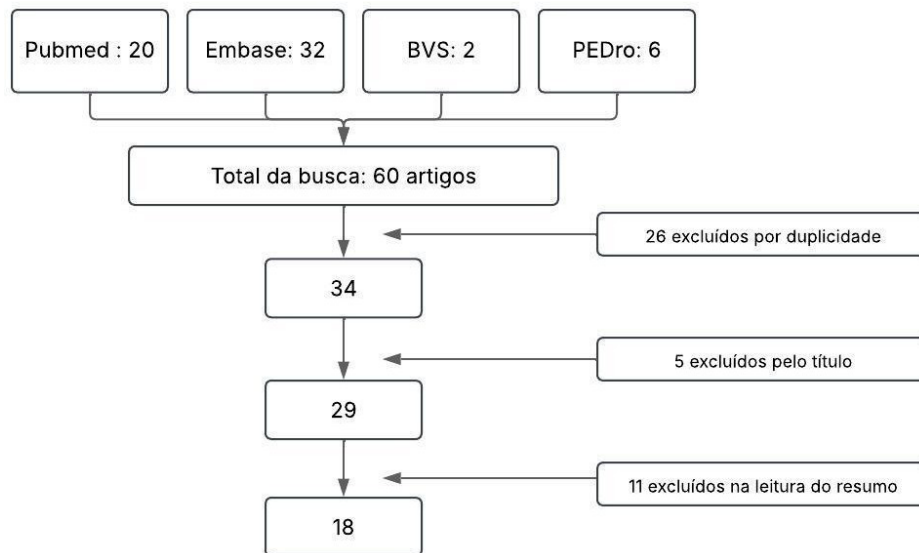 Pubmed : 20
Embase: 32
BVS: 2
PEDro: 6
Total da busca: 60 artigos
26 excluídos por duplicidade
34
5 excluídos pelo título
29
11 excluídos na leitura do resumo
18